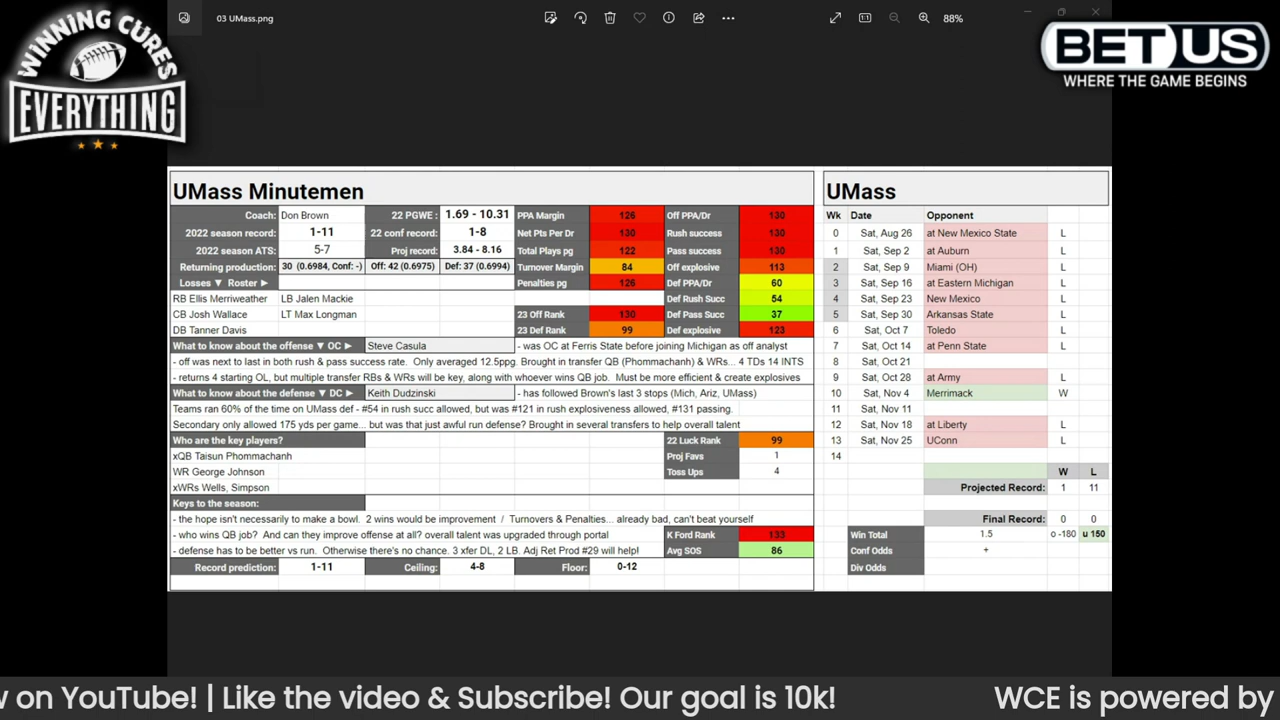 03 UMass.png
88%
WINNING CURES
EVERYTHING
BETUS
WHERE THE GAME BEGINS
UMass Minutemen
Coach: Don Brown 22 PGWE : 1.69 - 10.31 PPA Margin 126 Off PPA/Dr 130
2022 season record: 1-11 22 conf record: 1-8 Net Pts Per Dr 130 Rush success 130
2022 season ATS: 5-7 Proj record: 3.84 - 8.16 Total Plays pg 122 Pass success 130
Returning production: 30 (0.6984, Conf: -) Off: 42 (0.6975) Def: 37 (0.6994) Turnover Margin 84 Off explosive 113
Losses ▼ Roster ► Penalties pg 126 Def PPA/Dr 60
RB Ellis Merriweather LB Jalen Mackie Def Rush Succ 54
CB Josh Wallace LT Max Longman 23 Off Rank 130 Def Pass Succ 37
DB Tanner Davis 23 Def Rank 99 Def explosive 123
What to know about the offense ▼ OC ► Steve Casula - was OC at Ferris State before joining Michigan as off analyst
- off was next to last in both rush & pass success rate. Only averaged 12.5ppg. Brought in transfer QB (Phommachanh) & WRs... 4 TDs 14 INTS
- returns 4 starting OL, but multiple transfer RBs & WRs will be key, along with whoever wins QB job. Must be more efficient & create explosives
What to know about the defense ▼ DC ► Keith Dudzinski - has followed Brown's last 3 stops (Mich, Ariz, UMass)
Teams ran 60% of the time on UMass def - #54 in rush succ allowed, but was #121 in rush explosiveness allowed, #131 passing.
Secondary only allowed 175 yds per game... but was that just awful run defense? Brought in several transfers to help overall talent
Who are the key players? 22 Luck Rank 99
xQB Taisun Phommachanh Proj Favs 1
WR George Johnson Toss Ups 4
xWRs Wells, Simpson
Keys to the season:
- the hope isn't necessarily to make a bowl. 2 wins would be improvement / Turnovers & Penalties... already bad, can't beat yourself
- who wins QB job? And can they improve offense at all? overall talent was upgraded through portal K Ford Rank 133
- defense has to be better vs run. Otherwise there's no chance. 3 xfer DL, 2 LB. Adj Ret Prod #29 will help! Avg SOS 86
Record prediction: 1-11 Ceiling: 4-8 Floor: 0-12
UMass
Wk Date Opponent
0 Sat, Aug 26 at New Mexico State L
1 Sat, Sep 2 at Auburn L
2 Sat, Sep 9 Miami (OH) L
3 Sat, Sep 16 at Eastern Michigan L
4 Sat, Sep 23 New Mexico L
5 Sat, Sep 30 Arkansas State L
6 Sat, Oct 7 Toledo L
7 Sat, Oct 14 at Penn State L
8 Sat, Oct 21
9 Sat, Oct 28 at Army L
10 Sat, Nov 4 Merrimack W
11 Sat, Nov 11
12 Sat, Nov 18 at Liberty L
13 Sat, Nov 25 UConn L
14
W L
Projected Record: 1 11
Final Record: 0 0
Win Total 1.5 o -180 u 150
Conf Odds +
Div Odds
w on YouTube! | Like the video & Subscribe! Our goal is 10k! WCE is powered by